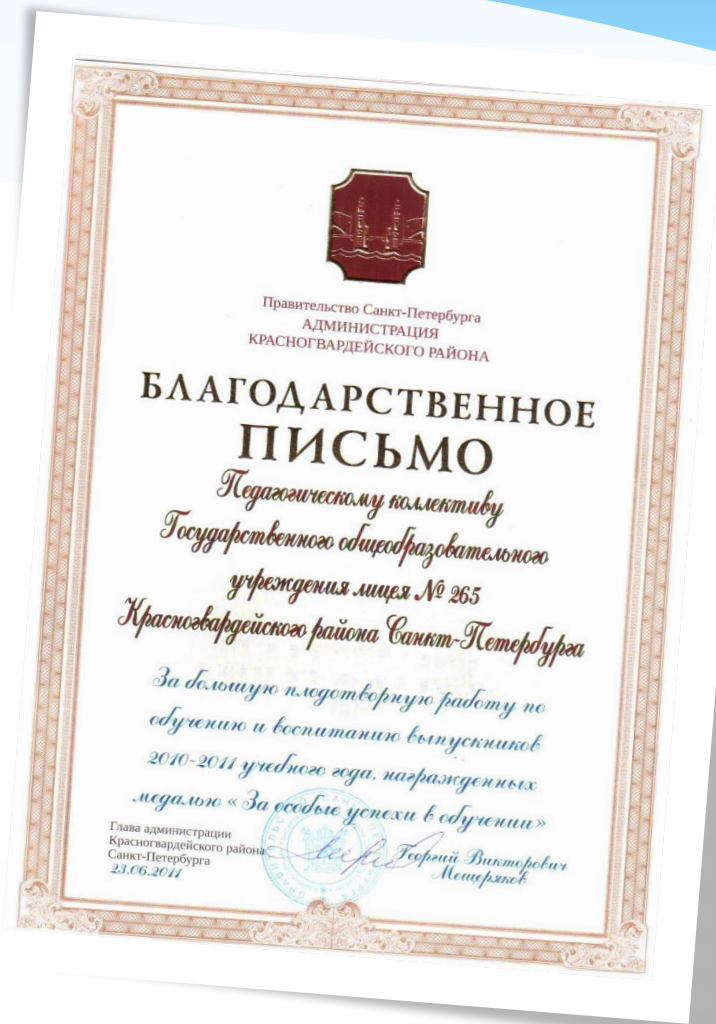 Правительство Санкт-Петербурга
АДМИНИСТРАЦИЯ
КРАСНОГВАРДЕЙСКОГО РАЙОНА
БЛАГОДАРСТВЕННОЕ
ПИСЬМО
Педагогическому коллективу
Государственного общеобразовательного
учреждения лицея № 265
Красногвардейского района Санкт-Петербурга
За большую плодотворную работу по
обучению и воспитанию выпускников
2010-2011 учебного года, награжденных
медалью « За особые успехи в обучении»
Глава администрации
Красногвардейского района
Санкт-Петербурга
23.06.2011
Георгий Викторович
Мещеряков